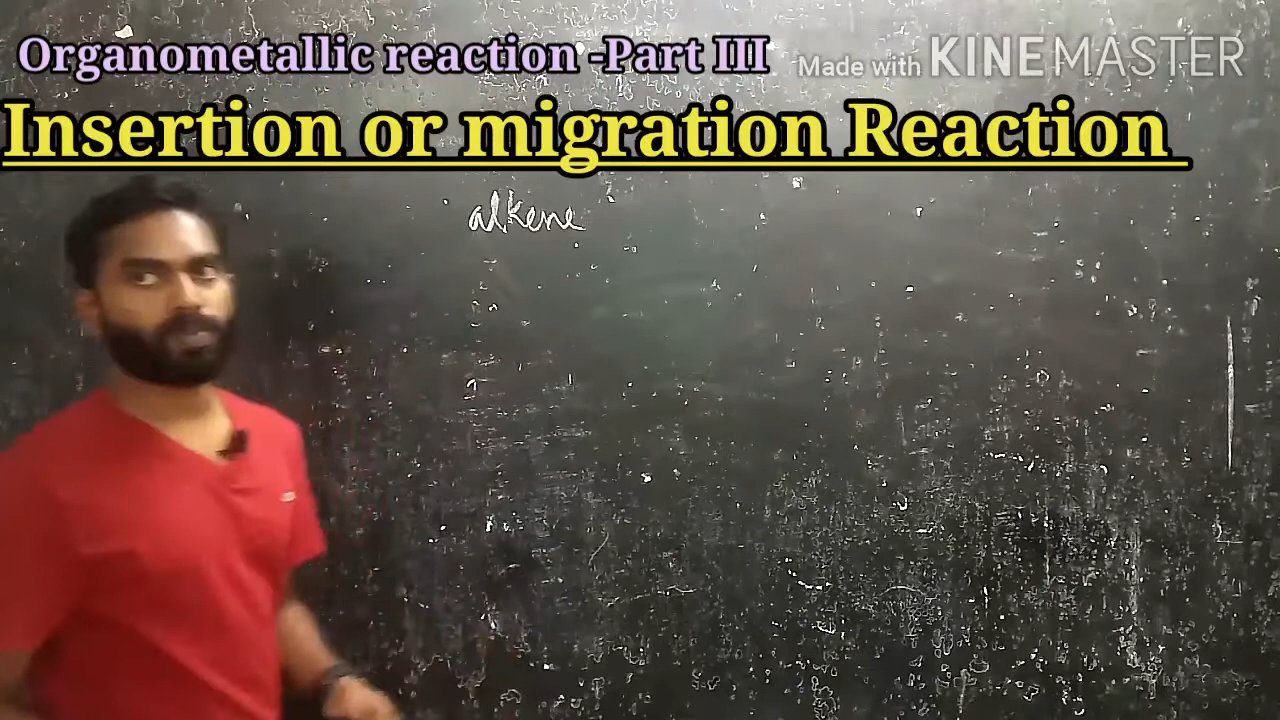 Organometallic reaction -Part III
Made with KINEMASTER
Insertion or migration Reaction
alkene